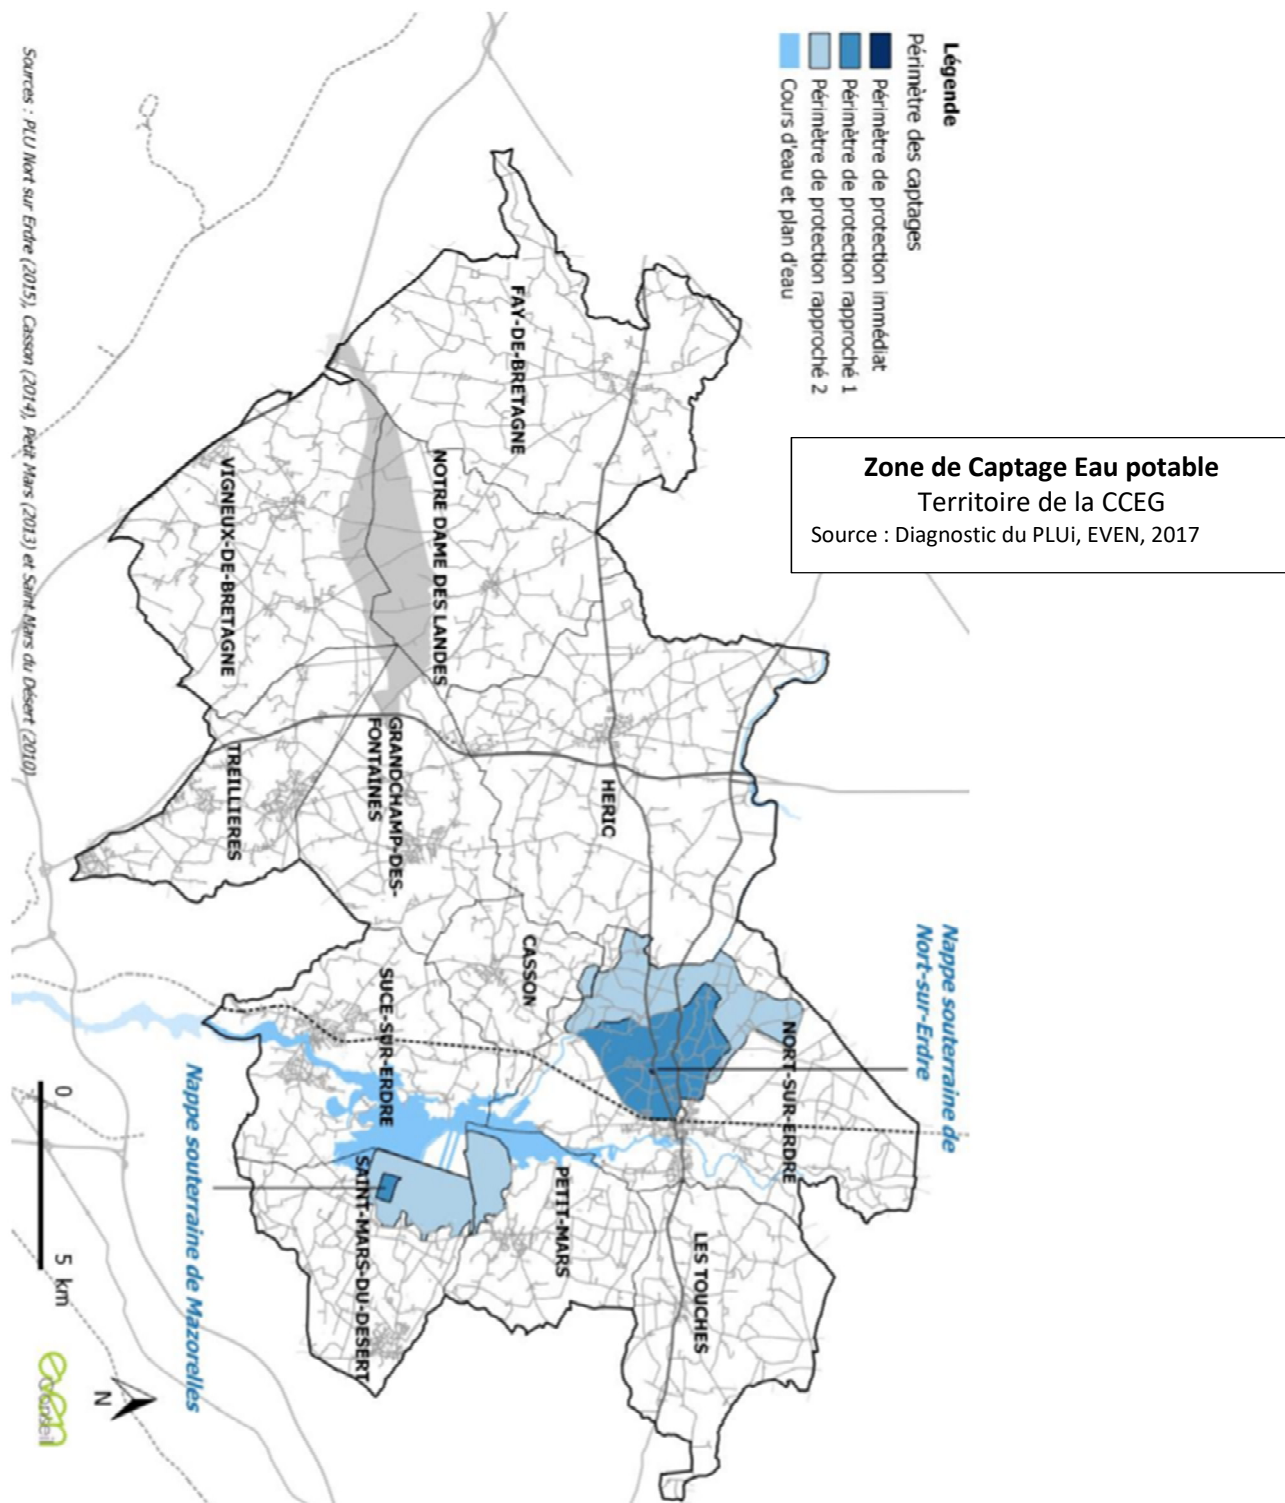 Légende
Périmètre des captages
Périmètre de protection immédiat
Périmètre de protection rapproché 1
Périmètre de protection rapproché 2
Cours d'eau et plan d'eau
Zone de Captage Eau potable
Territoire de la CCEG
Source : Diagnostic du PLUi, EVEN, 2017
Nappe souterraine de
Nort-sur-Erdre
FAY-DE-BRETAGNE
NOTRE DAME DES LANDES
VIGNEUX-DE-BRETAGNE
GRANDCHAMP-DES-
FONTAINES
TREILLIERES
HERIC
CASSON
SUCE-SUR-ERDRE
NORT-SUR-ERDRE
PETIT-MARS
LES TOUCHES
SAINT-MARS-DU-DESERT
Nappe souterraine de Mazorelles
0
5 km
N
even
Conseil
Sources : PLU Nort sur Erdre (2015), Casson (2014), Petit Mars (2013) et Saint Mars du Désert (2010)